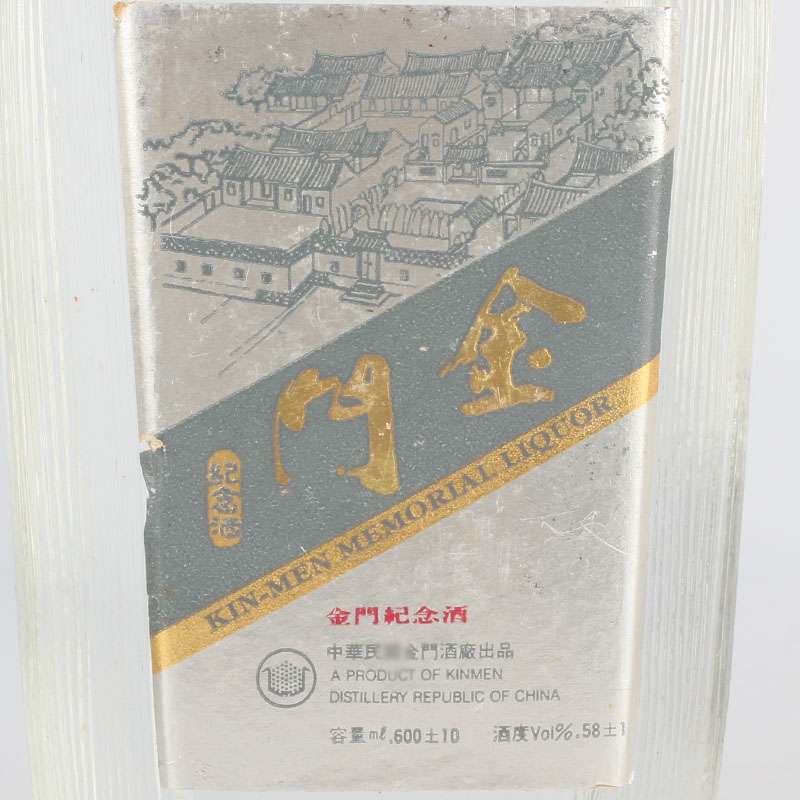 金門
紀念酒
KIN-MEN MEMORIAL LIQUOR
金門紀念酒
中華民 金門酒廠出品
A PRODUCT OF KINMEN
DISTILLERY REPUBLIC OF CHINA
容量ml.600±10 酒度Vol%.58±1